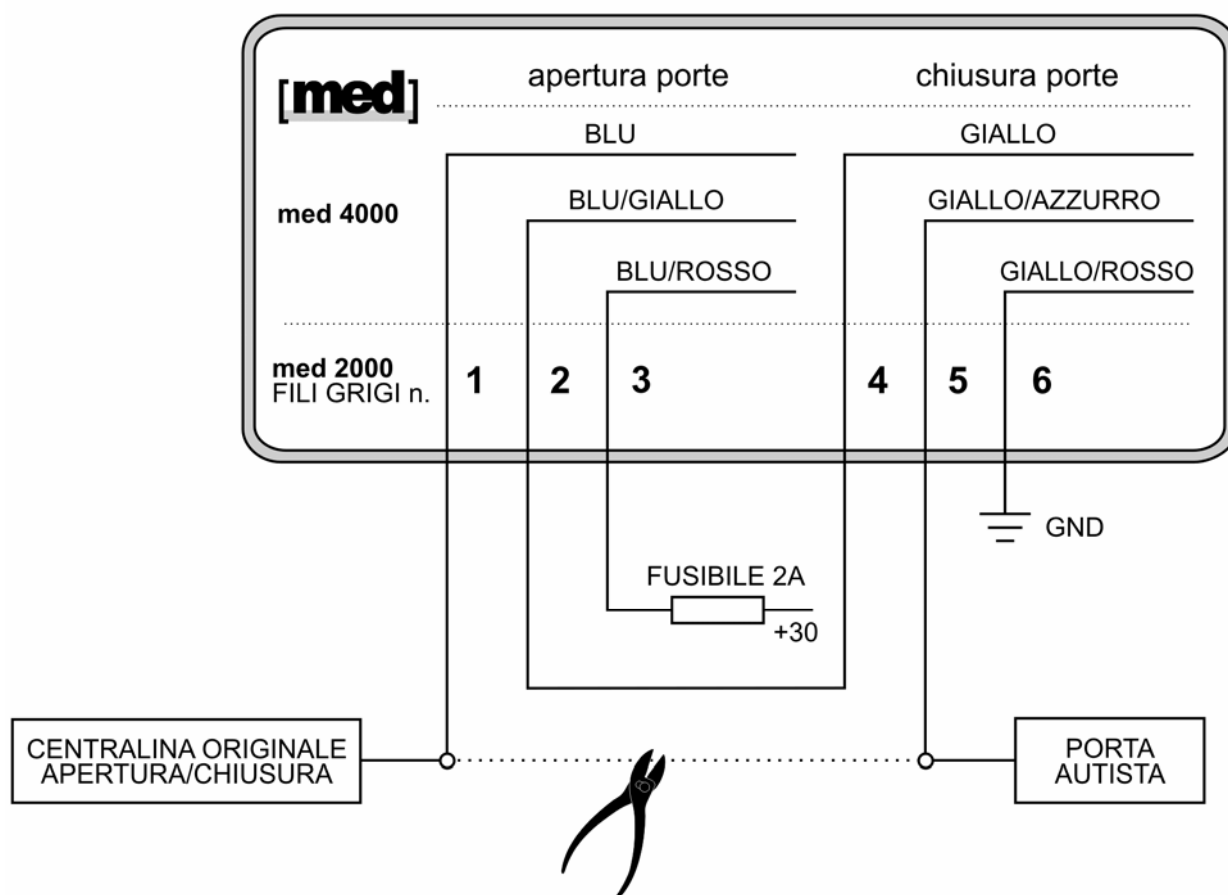 [med]
apertura porte
chiusura porte
BLU
GIALLO
med 4000
BLU/GIALLO
GIALLO/AZZURRO
BLU/ROSSO
GIALLO/ROSSO
med 2000
FILI GRIGI n.
1 2 3 4 5 6
GND
FUSIBILE 2A
+30
CENTRALINA ORIGINALE
APERTURA/CHIUSURA
PORTA
AUTISTA